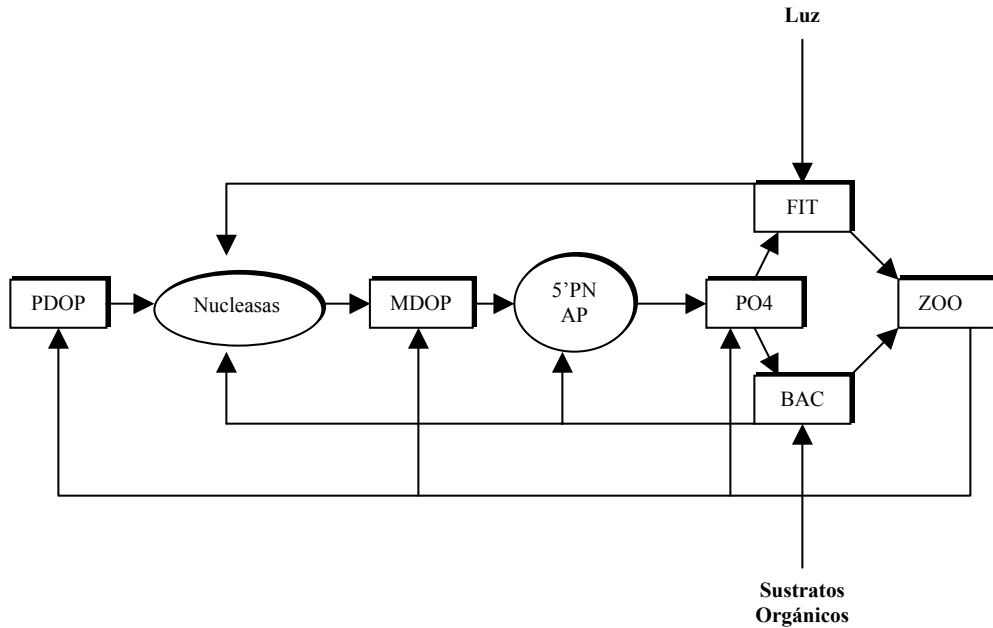 Luz
FIT
PDOP
Nucleasas
MDOP
5’PN
AP
PO4
ZOO
BAC
Sustratos
Orgánicos